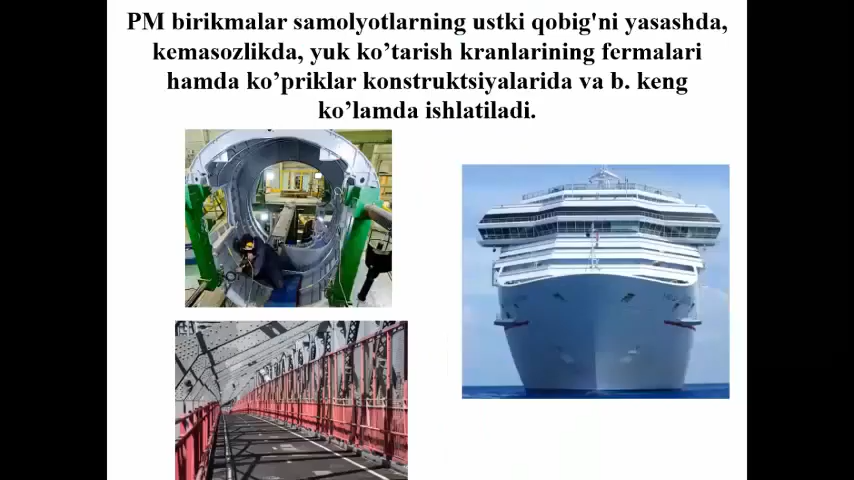 PM birikmalar samolyotlarning ustki qobig'ni yasashda,
kemasozlikda, yuk ko’tarish kranlarining fermalari
hamda ko’priklar konstruktsiyalarida va b. keng
ko’lamda ishlatiladi.